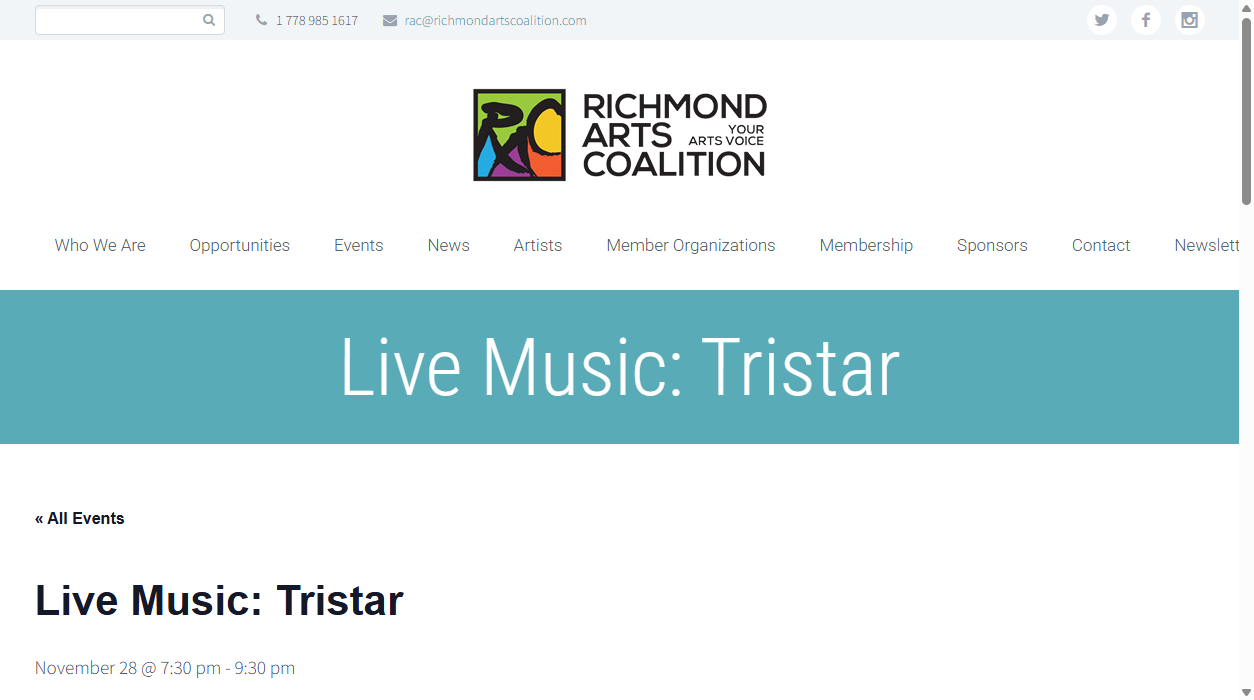 1 778 985 1617 rac@richmondartscoalition.com
RICHMOND
ARTS YOUR ARTS VOICE
COALITION
Who We Are Opportunities Events News Artists Member Organizations Membership Sponsors Contact Newslett
Live Music: Tristar
« All Events
Live Music: Tristar
November 28 @ 7:30 pm - 9:30 pm